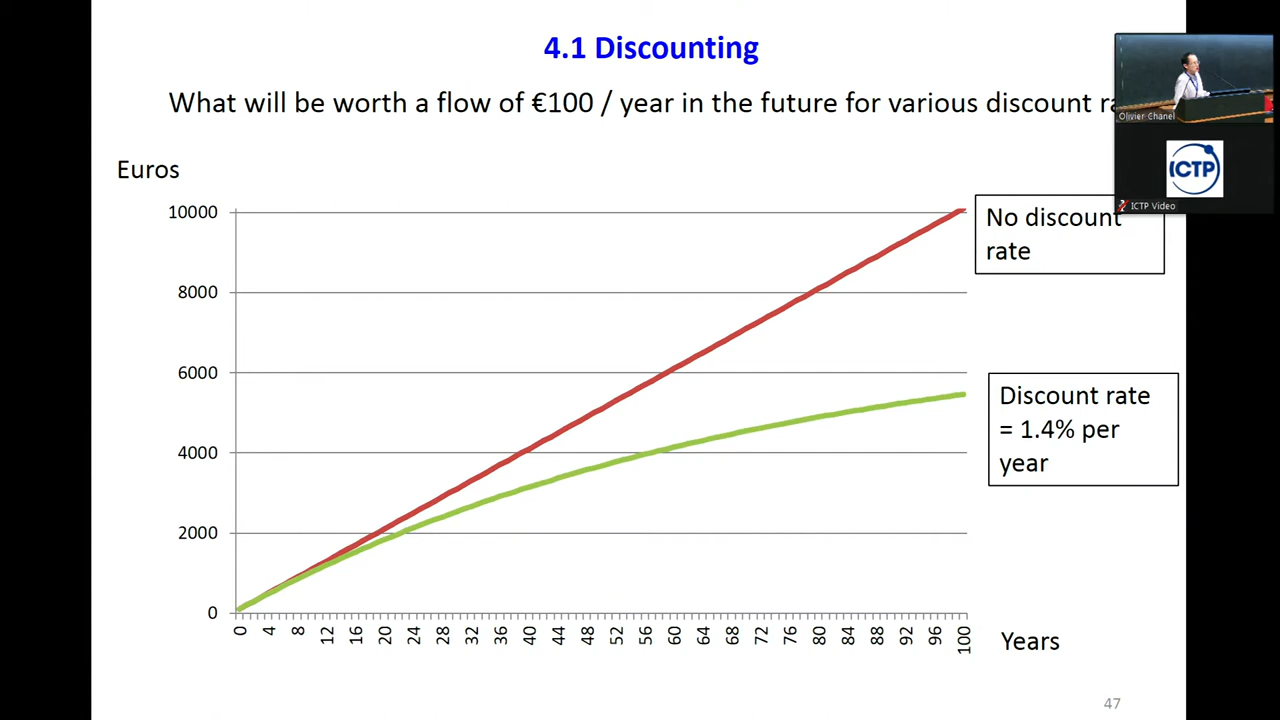 4.1 Discounting
What will be worth a flow of €100 / year in the future for various discount
Olivier Chanel
ICTP
ICTP Video
Euros
10000
8000
6000
4000
2000
0
No discount
rate
Discount rate
= 1.4% per
year
0 4 8 12 16 20 24 28 32 36 40 44 48 52 56 60 64 68 72 76 80 84 88 92 96 100
Years
47